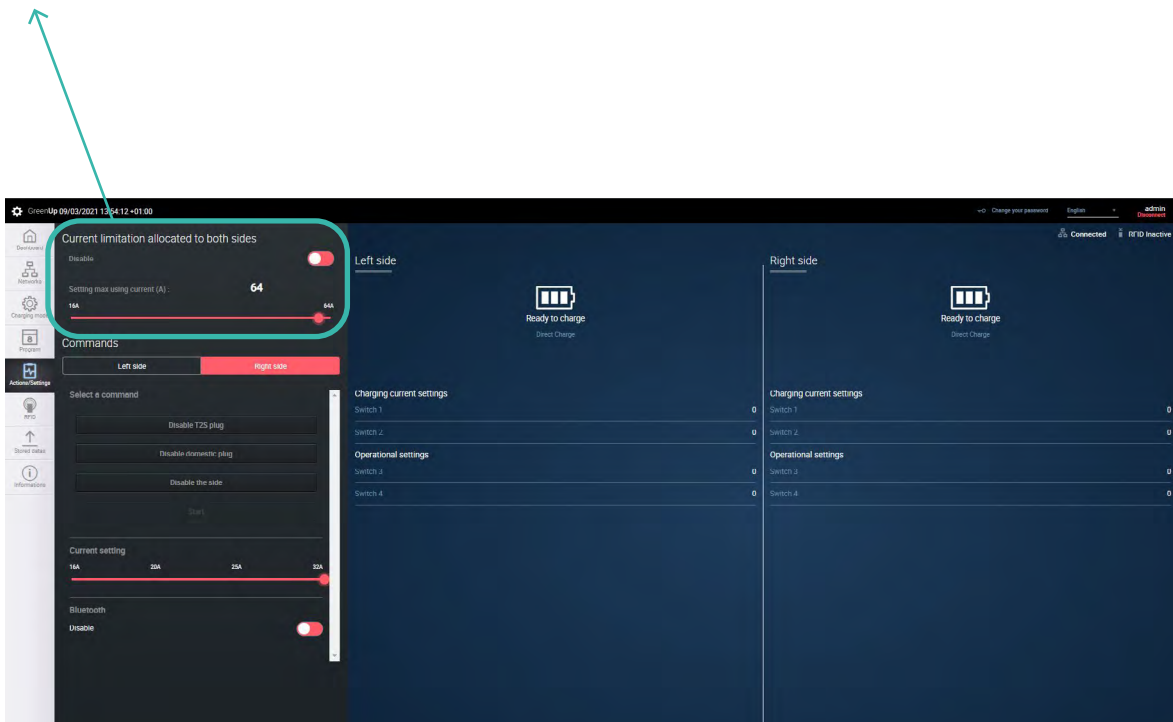 GreenUp 09/03/2021 13:54:12 +01:00
Change your password
English
admin
Disconnect
Connected
RFID Inactive
Dashboard
Networks
Charging mode
Program
Actions/Settings
RFID
Stored datas
Informations
Current limitation allocated to both sides
Disable
Setting max using current (A) :
64
16A
64A
Commands
Left side
Right side
Select a command
Disable T2S plug
Disable domestic plug
Disable the side
Start
Current setting
16A 20A 25A 32A
Bluetooth
Disable
Left side
Ready to charge
Direct Charge
Charging current settings
Switch 1 0
Switch 2 0
Operational settings
Switch 3 0
Switch 4 0
Right side
Ready to charge
Direct Charge
Charging current settings
Switch 1 0
Switch 2 0
Operational settings
Switch 3 0
Switch 4 0